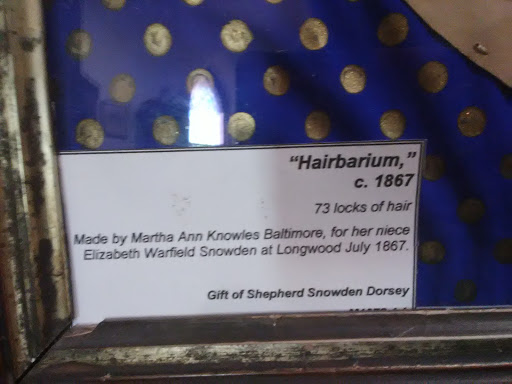 "Hairbarium,"
c. 1867
73 locks of hair
Made by Martha Ann Knowles Baltimore, for her niece
Elizabeth Warfield Snowden at Longwood July 1867.
Gift of Shepherd Snowden Dorsey